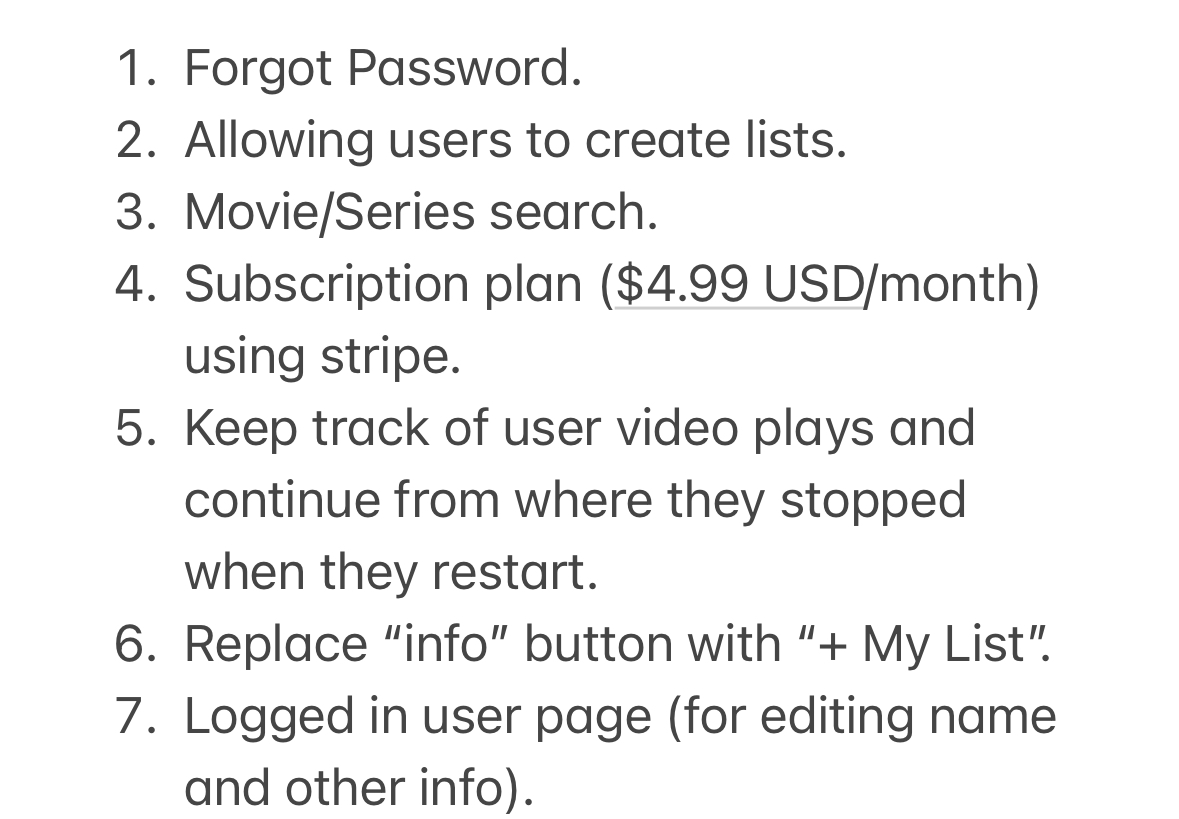 1. Forgot Password.
2. Allowing users to create lists.
3. Movie/Series search.
4. Subscription plan ($4.99 USD/month)
using stripe.
5. Keep track of user video plays and
continue from where they stopped
when they restart.
6. Replace “info” button with “+ My List”.
7. Logged in user page (for editing name
and other info).